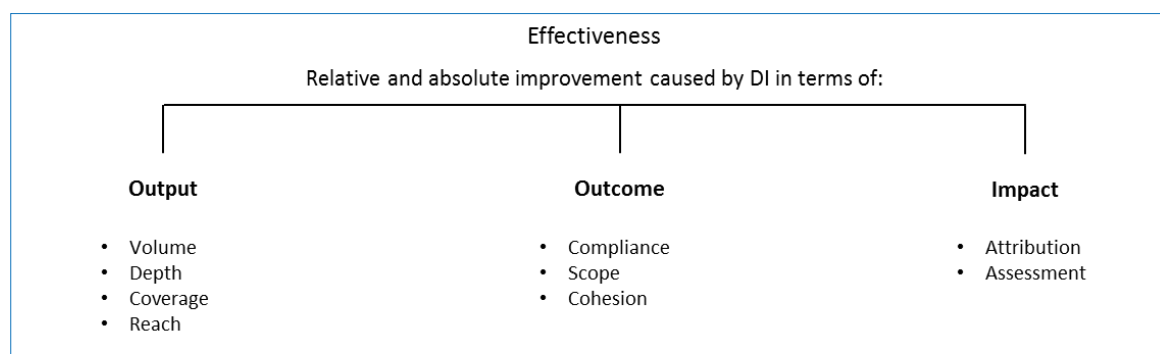 Effectiveness
Relative and absolute improvement caused by DI in terms of:
Output
• Volume
• Depth
• Coverage
• Reach
Outcome
• Compliance
• Scope
• Cohesion
Impact
• Attribution
• Assessment